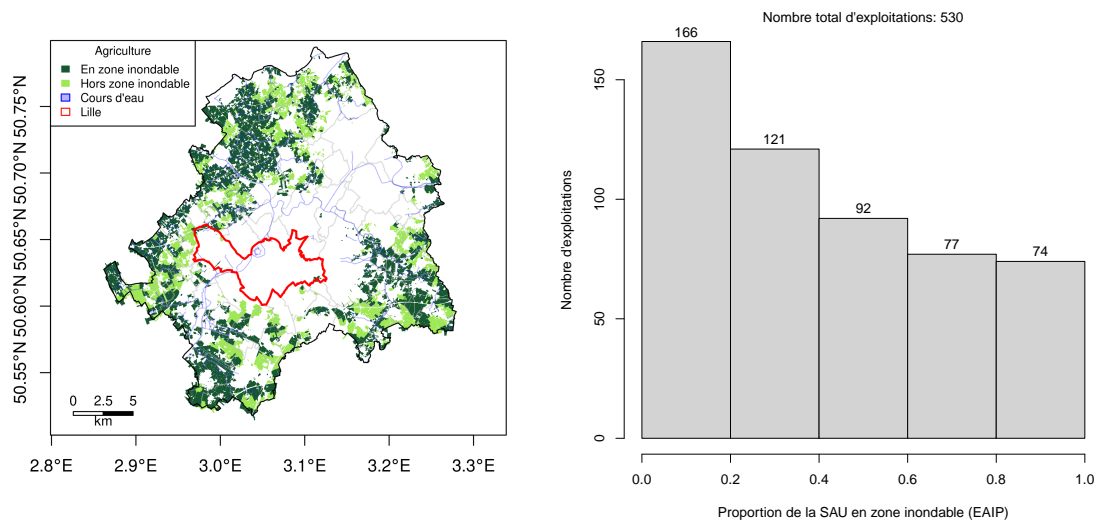 Agriculture
En zone inondable
Hors zone inondable
Cours d'eau
Lille
50.75°N
50.70°N
50.65°N
50.60°N
50.55°N
0 2.5 5
km
2.8°E 2.9°E 3.0°E 3.1°E 3.2°E 3.3°E
Nombre total d'exploitations: 530
Nombre d'exploitations
150
100
50
0
166
121
92
77
74
0.0 0.2 0.4 0.6 0.8 1.0
Proportion de la SAU en zone inondable (EAIP)